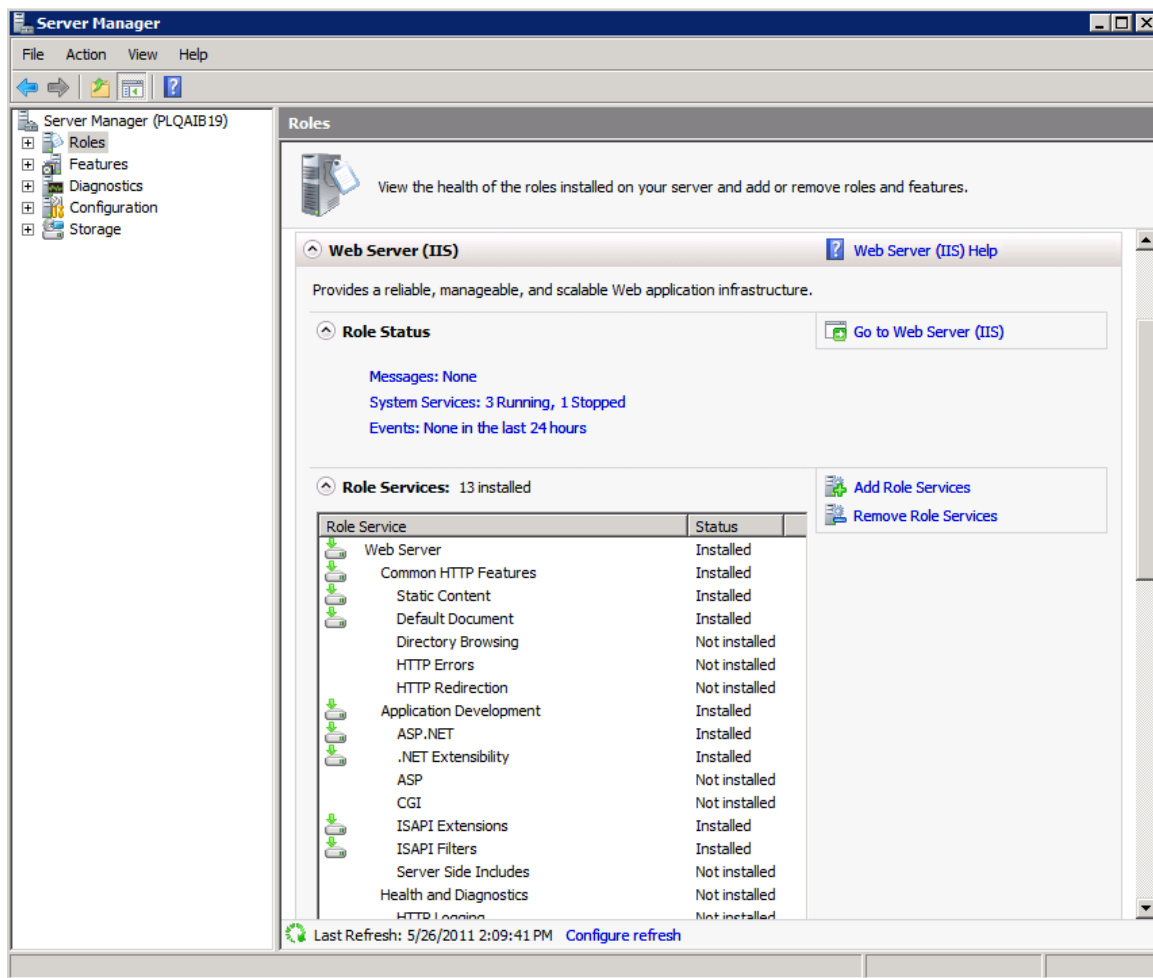 Server Manager
File Action View Help
Server Manager (PLQAIB19)
Roles
Features
Diagnostics
Configuration
Storage
Roles
View the health of the roles installed on your server and add or remove roles and features.
Web Server (IIS)
Web Server (IIS) Help
Provides a reliable, manageable, and scalable Web application infrastructure.
Role Status
Go to Web Server (IIS)
Messages: None
System Services: 3 Running, 1 Stopped
Events: None in the last 24 hours
Role Services: 13 installed
Add Role Services
Remove Role Services
Role Service Status
Web Server Installed
Common HTTP Features Installed
Static Content Installed
Default Document Installed
Directory Browsing Not installed
HTTP Errors Not installed
HTTP Redirection Not installed
Application Development Installed
ASP.NET Installed
.NET Extensibility Installed
ASP Not installed
CGI Not installed
ISAPI Extensions Installed
ISAPI Filters Installed
Server Side Includes Not installed
Health and Diagnostics Not installed
HTTP Logging Not installed
Last Refresh: 5/26/2011 2:09:41 PM Configure refresh